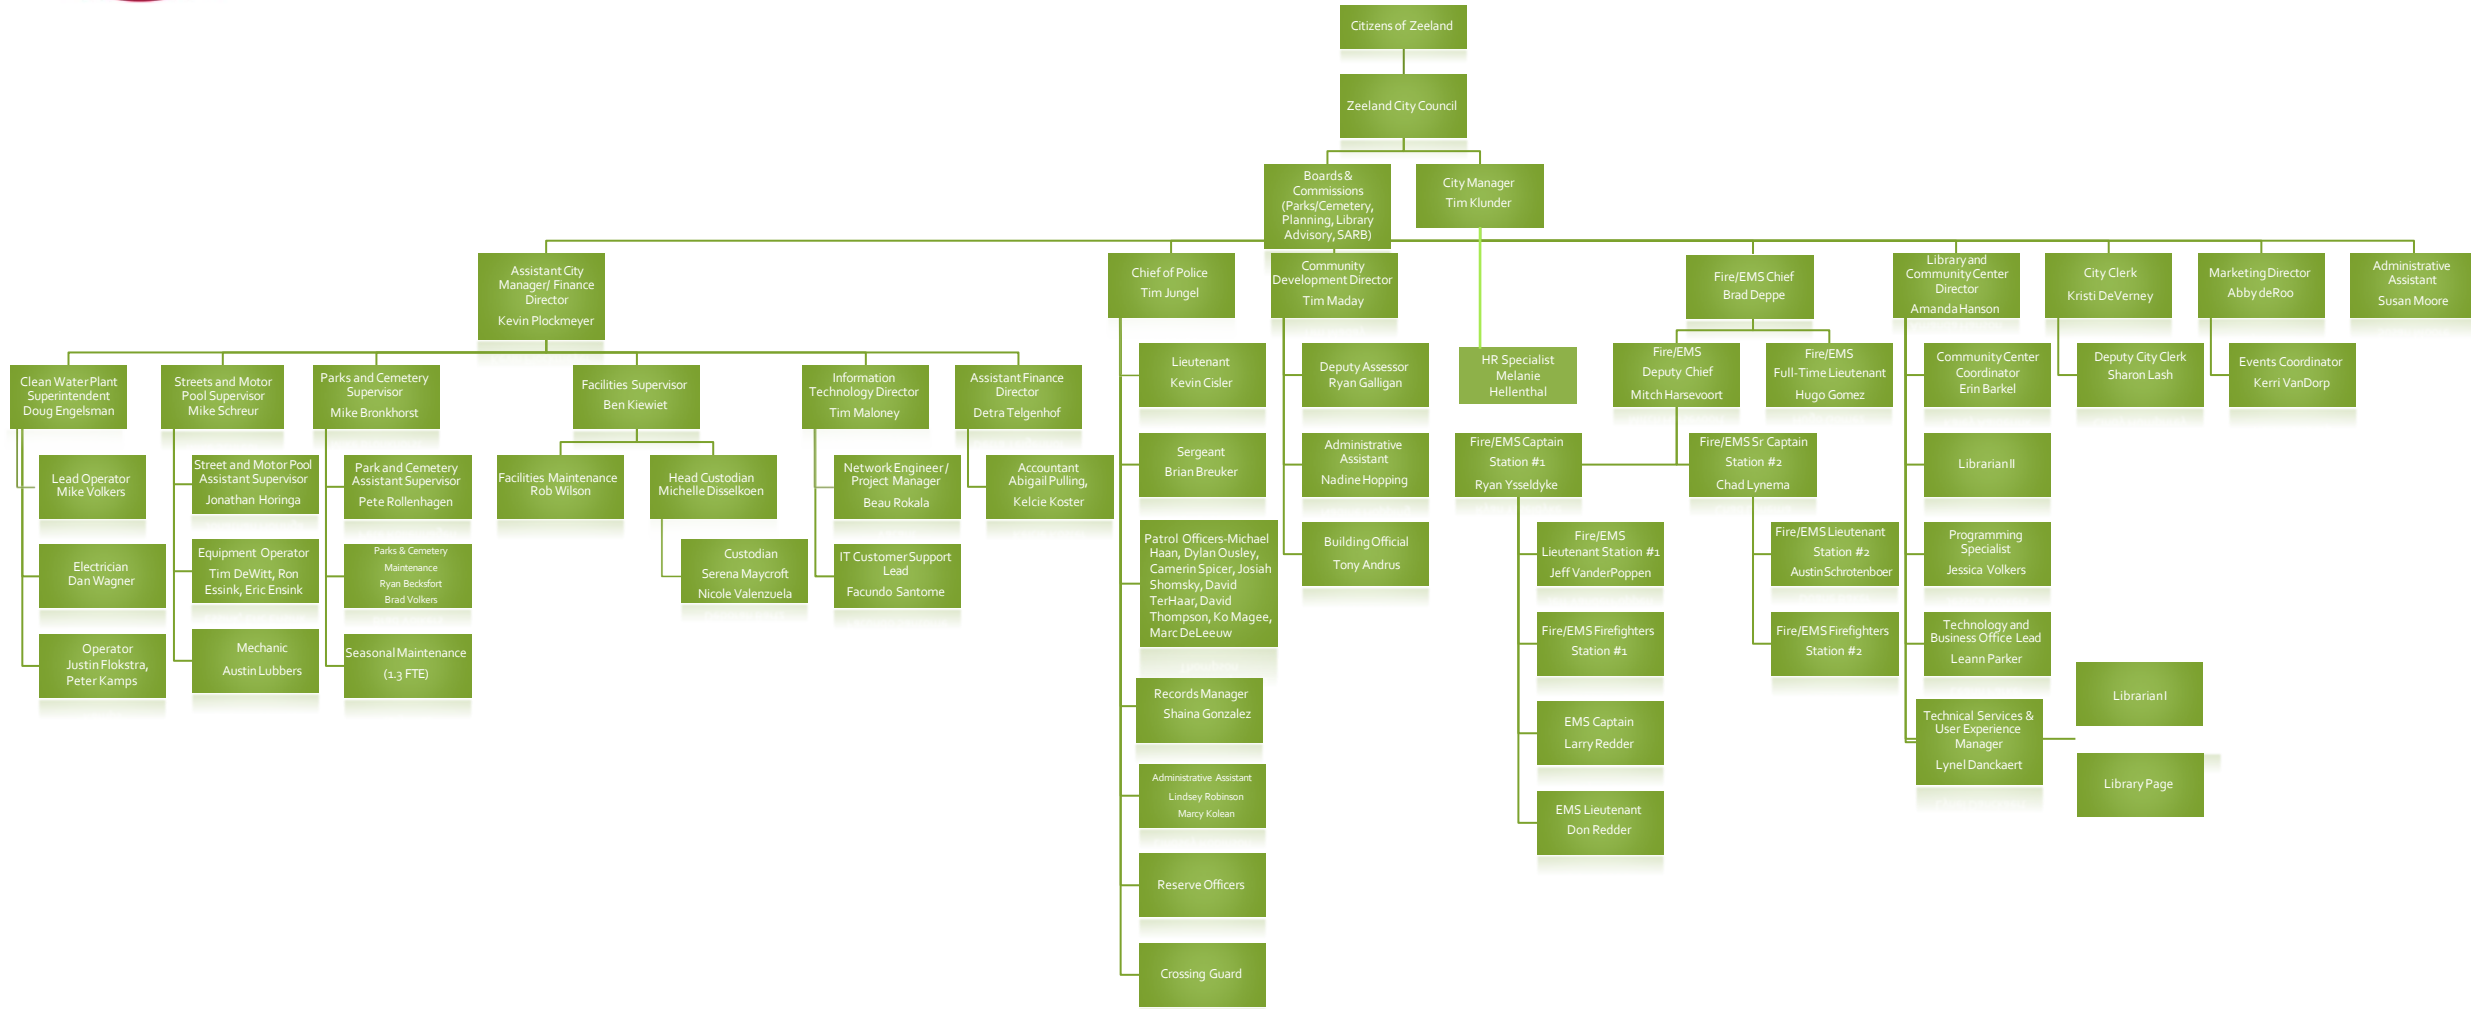 Citizens of Zeeland
Zeeland City Council
Boards &
Commissions
(Parks/Cemetery,
Planning, Library
Advisory, SARB)
City Manager
Tim Klunder
Assistant City
Manager/ Finance
Director
Kevin Plockmeyer
Chief of Police
Tim Jungel
Community
Development Director
Tim Maday
HR Specialist
Melanie
Hellenthal
Fire/EMS Chief
Brad Deppe
Library and
Community Center
Director
Amanda Hanson
City Clerk
Kristi DeVerney
Marketing Director
Abby deRoo
Administrative
Assistant
Susan Moore
Clean Water Plant
Superintendent
Doug Engelsman
Lead Operator
Mike Volkers
Electrician
Dan Wagner
Operator
Justin Flokstra,
Peter Kamps
Streets and Motor
Pool Supervisor
Mike Schreur
Street and Motor Pool
Assistant Supervisor
Jonathan Horinga
Equipment Operator
Tim DeWitt, Ron
Essink, Eric Ensink
Mechanic
Austin Lubbers
Parks and Cemetery
Supervisor
Mike Bronkhorst
Park and Cemetery
Assistant Supervisor
Pete Rollenhagen
Parks & Cemetery
Maintenance
Ryan Becksfort
Brad Volkers
Seasonal Maintenance
(1.3 FTE)
Facilities Supervisor
Ben Kiewiet
Facilities Maintenance
Rob Wilson
Head Custodian
Michelle Disselkoen
Custodian
Serena Maycroft
Nicole Valenzuela
Information
Technology Director
Tim Maloney
Network Engineer /
Project Manager
Beau Rokala
IT Customer Support
Lead
Facundo Santome
Assistant Finance
Director
Detra Telgenhof
Accountant
Abigail Pulling,
Kelcie Koster
Lieutenant
Kevin Cisler
Sergeant
Brian Breuker
Patrol Officers-Michael
Haan, Dylan Ousley,
Camerin Spicer, Josiah
Shomsky, David
TerHaar, David
Thompson, Ko Magee,
Marc DeLeeuw
Records Manager
Shaina Gonzalez
Administrative Assistant
Lindsey Robinson
Marcy Kolean
Reserve Officers
Crossing Guard
Deputy Assessor
Ryan Galligan
Administrative
Assistant
Nadine Hopping
Building Official
Tony Andrus
Fire/EMS
Deputy Chief
Mitch Harsevoort
Fire/EMS
Full-Time Lieutenant
Hugo Gomez
Fire/EMS Captain
Station #1
Ryan Ysseldyke
Fire/EMS Sr Captain
Station #2
Chad Lynema
Fire/EMS
Lieutenant Station #1
Jeff VanderPoppen
Fire/EMS Firefighters
Station #1
EMS Captain
Larry Redder
EMS Lieutenant
Don Redder
Fire/EMS Lieutenant
Station #2
Austin Schrotenboer
Fire/EMS Firefighters
Station #2
Community Center
Coordinator
Erin Barkel
Librarian II
Programming
Specialist
Jessica Volkers
Technology and
Business Office Lead
Leann Parker
Technical Services &
User Experience
Manager
Lynel Danckaert
Librarian I
Library Page
Deputy City Clerk
Sharon Lash
Events Coordinator
Kerri VanDorp